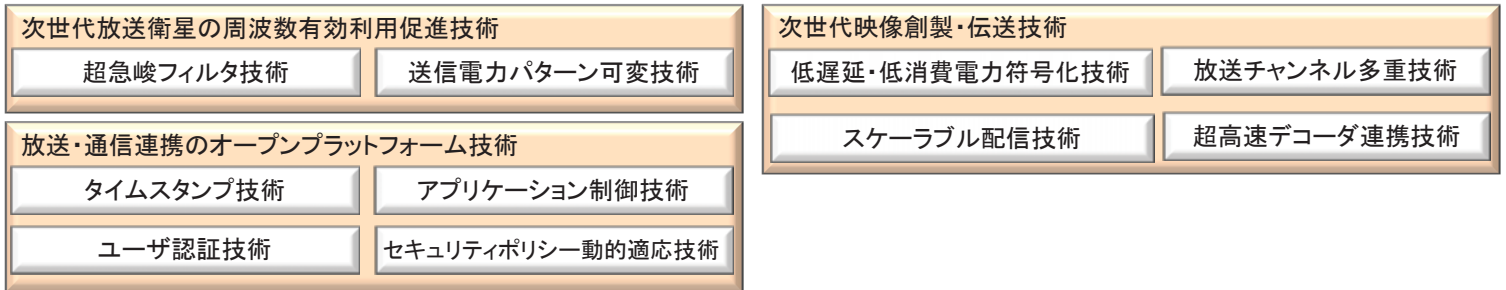 次世代放送衛星の周波数有効利用促進技術
超急峻フィルタ技術
送信電力パターン可変技術
放送・通信連携のオープンプラットフォーム技術
タイムスタンプ技術
アプリケーション制御技術
ユーザ認証技術
セキュリティポリシー動的適応技術
次世代映像創製・伝送技術
低遅延・低消費電力符号化技術
放送チャンネル多重技術
スケーラブル配信技術
超高速デコーダ連携技術